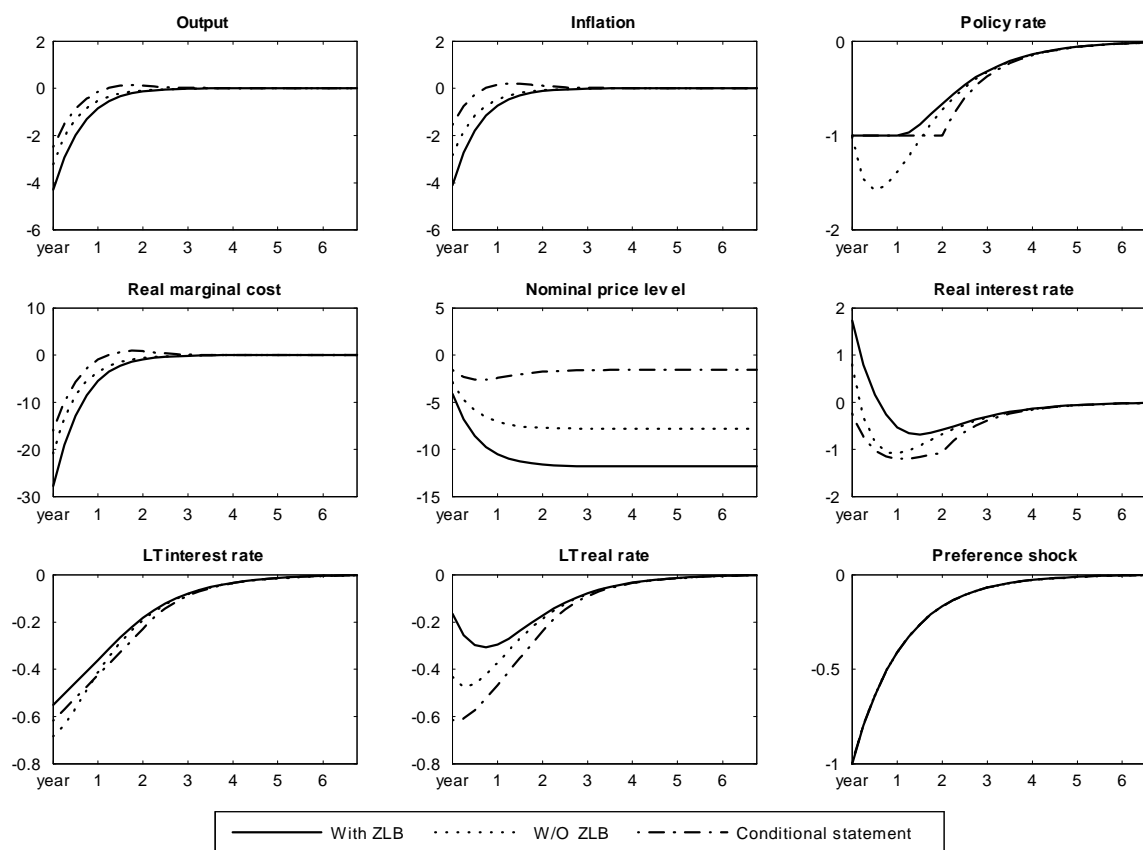 Output
2
0
-2
-4
-6
year 1 2 3 4 5 6
Inflation
2
0
-2
-4
-6
year 1 2 3 4 5 6
Policy rate
0
-1
-2
year 1 2 3 4 5 6
Real marginal cost
10
0
-10
-20
-30
year 1 2 3 4 5 6
Nominal price level
5
0
-5
-10
-15
year 1 2 3 4 5 6
Real interest rate
2
1
0
-1
-2
year 1 2 3 4 5 6
LT interest rate
0
-0.2
-0.4
-0.6
-0.8
year 1 2 3 4 5 6
LT real rate
0
-0.2
-0.4
-0.6
-0.8
year 1 2 3 4 5 6
Preference shock
0
-0.5
-1
year 1 2 3 4 5 6
With ZLB W/O ZLB Conditional statement